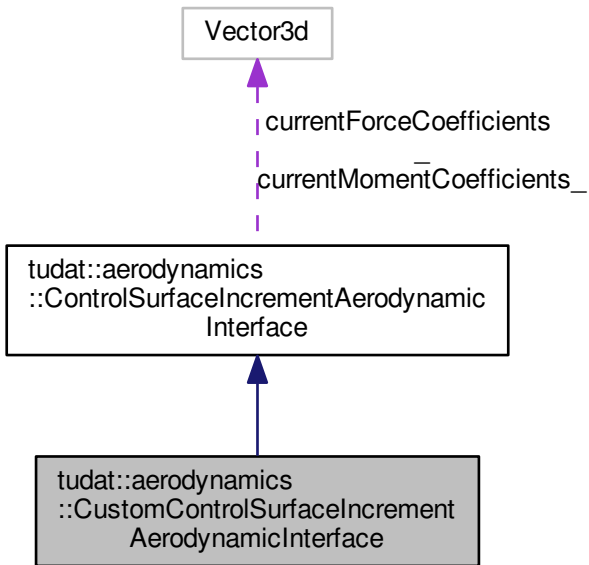 Vector3d
currentForceCoefficients
_
currentMomentCoefficients_
tudat::aerodynamics
::ControlSurfaceIncrementAerodynamic
Interface
tudat::aerodynamics
::CustomControlSurfaceIncrement
AerodynamicInterface